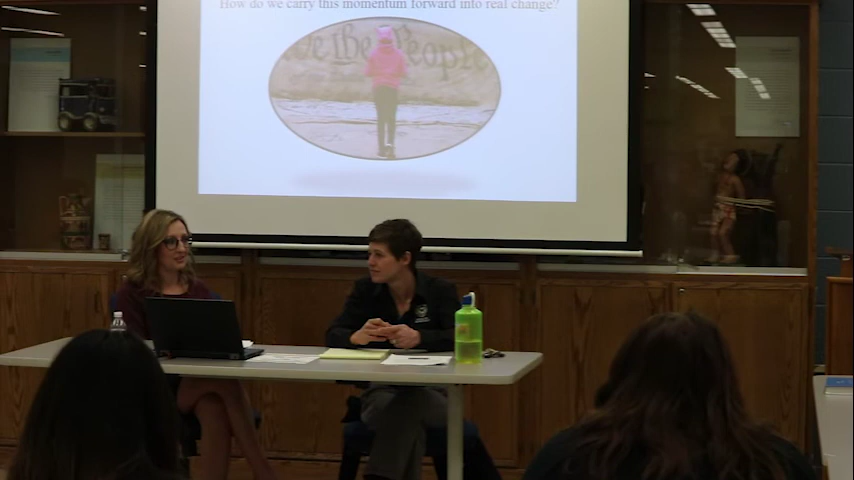 How do we carry this momentum forward into real change?
We the People